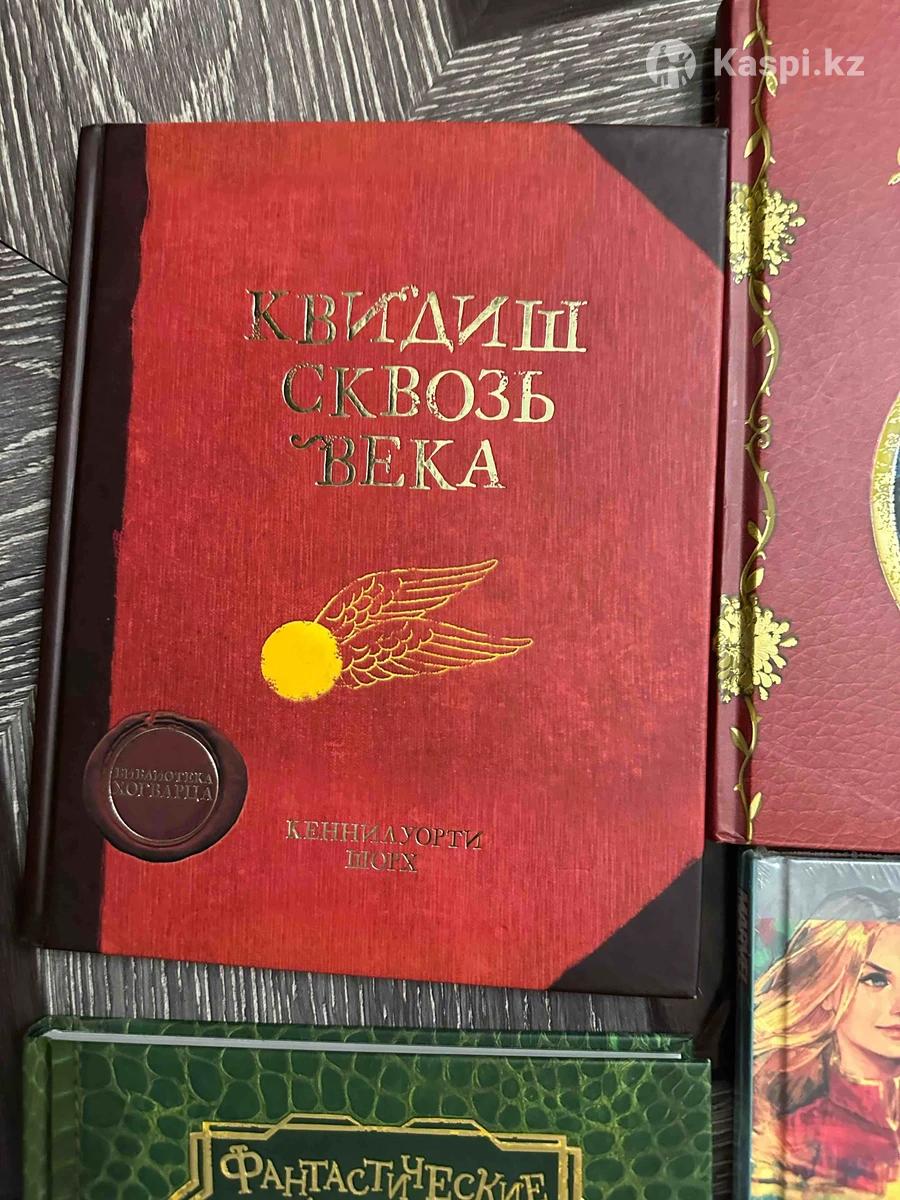 Kaspi.kz
КВИДИШ
СКВОЗЬ
ВЕКА
БИБЛИОТЕКА
ХОГВАРЦА
КЕННИЛУОРТИ
ШОРХ
ФАНТАСТИЧЕСКИЕ